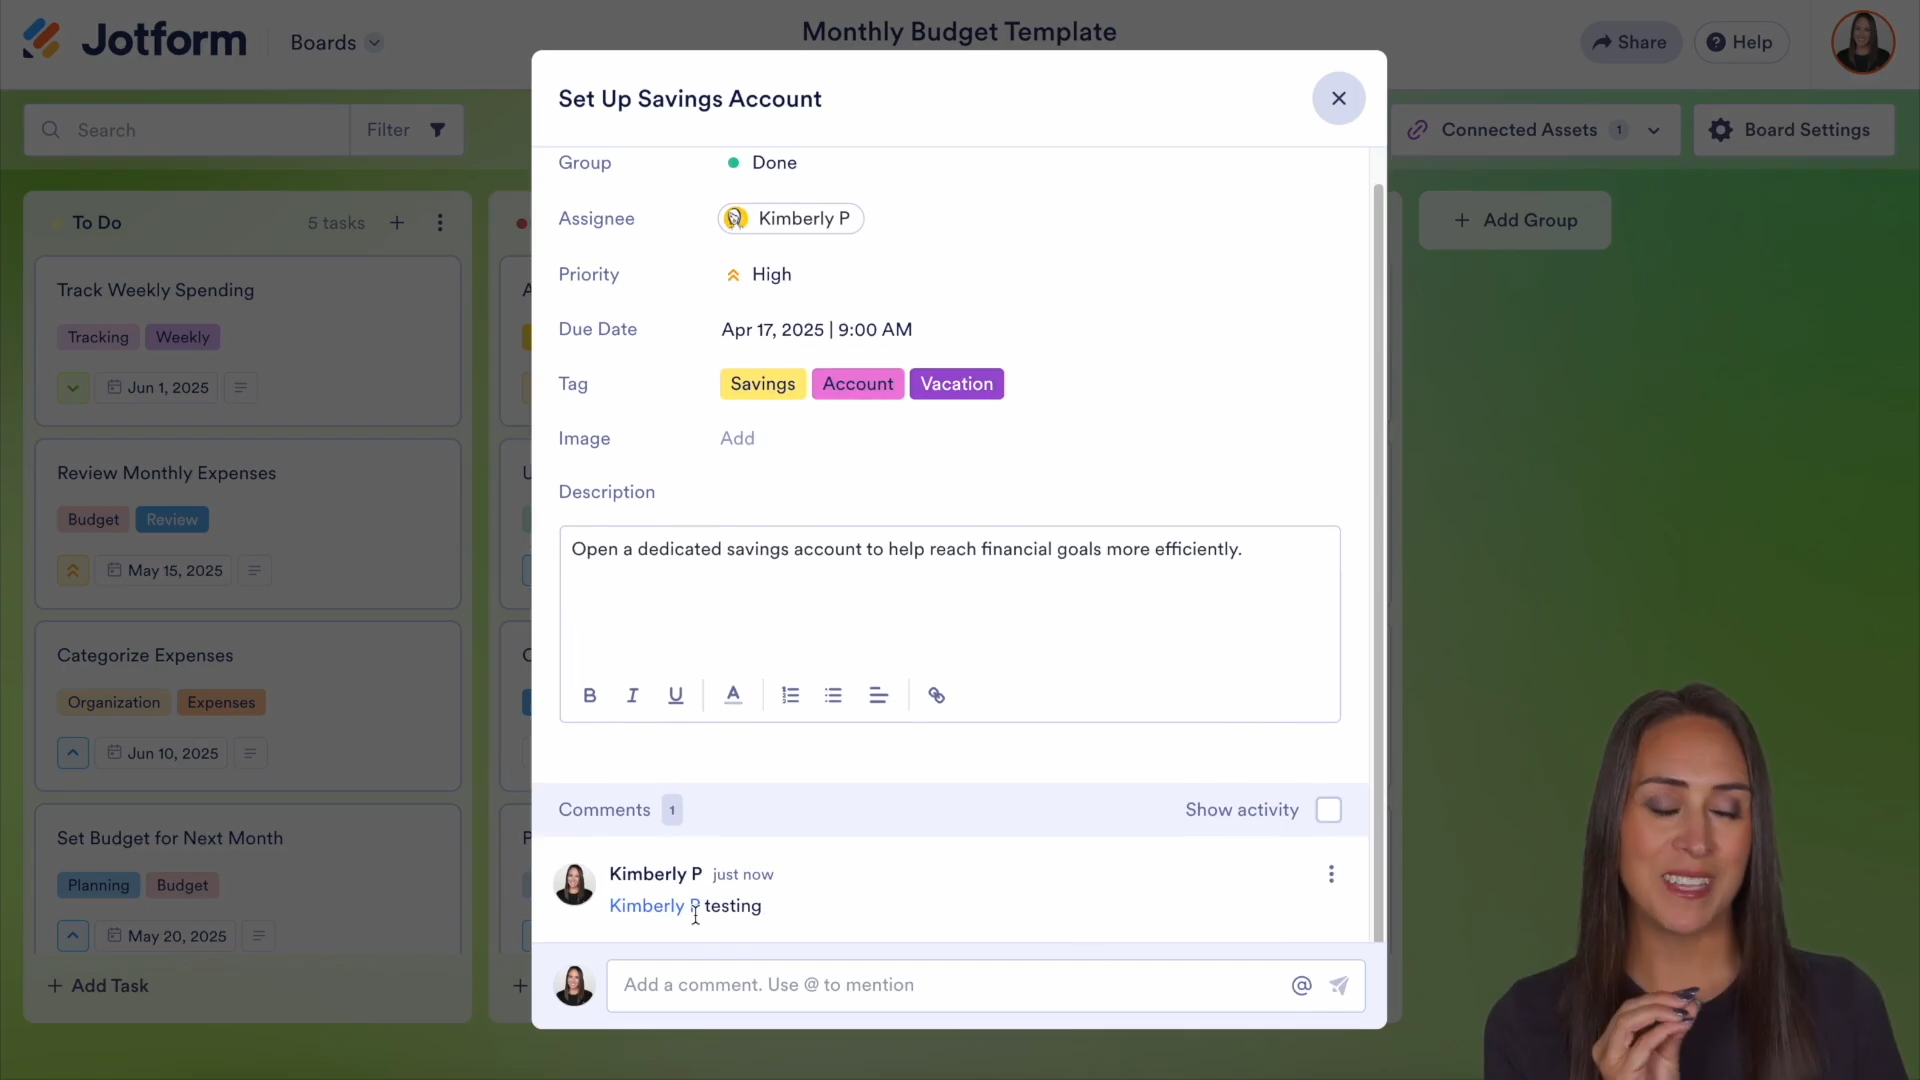 Jotform
Boards
Monthly Budget Template
Share
Help
Search
Filter
Connected Assets 1
Board Settings
To Do
5 tasks
Track Weekly Spending
Tracking
Weekly
Jun 1, 2025
Review Monthly Expenses
Budget
Review
May 15, 2025
Categorize Expenses
Organization
Expenses
Jun 10, 2025
Set Budget for Next Month
Planning
Budget
May 20, 2025
+ Add Task
Set Up Savings Account
Group
Done
Assignee
Kimberly P
Priority
High
Due Date
Apr 17, 2025 | 9:00 AM
Tag
Savings
Account
Vacation
Image
Add
Description
Open a dedicated savings account to help reach financial goals more efficiently.
B I U A
Comments 1
Show activity
Kimberly P just now
Kimberly P testing
Add a comment. Use @ to mention
@
+ Add Group